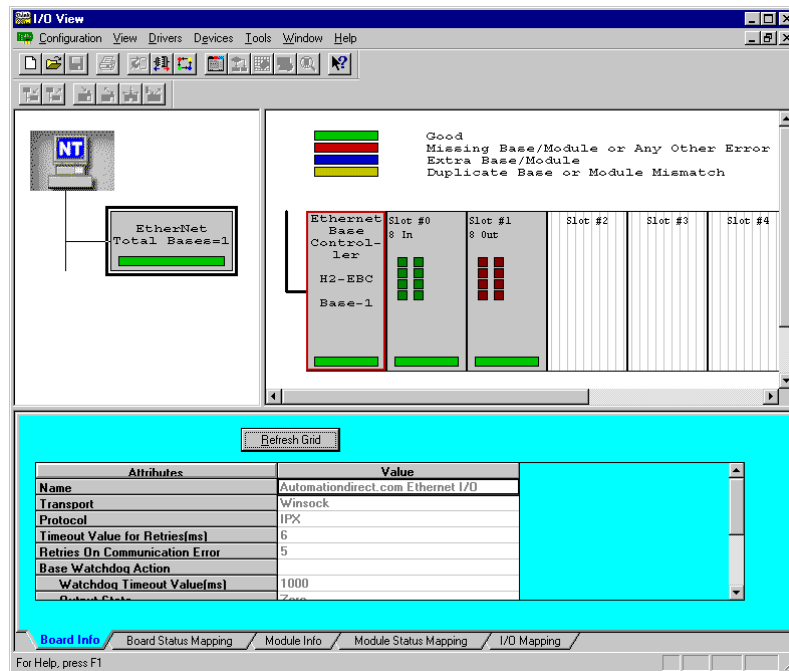 I/O View
Configuration View Drivers Devices Tools Window Help
NT
EtherNet
Total Bases=1
Good
Missing Base/Module or Any Other Error
Extra Base/Module
Duplicate Base or Module Mismatch
Ethernet
Base
Control-
ler
H2-EBC
Base-1
Slot #0
8 In
Slot #1
8 Out
Slot #2
Slot #3
Slot #4
Refresh Grid
Attributes Value
Name Automationdirect.com Ethernet I/O
Transport Winsock
Protocol IPX
Timeout Value for Retries(ms) 6
Retries On Communication Error 5
Base Watchdog Action
Watchdog Timeout Value(ms) 1000
Output State Zero
Board Info Board Status Mapping Module Info Module Status Mapping I/O Mapping
For Help, press F1